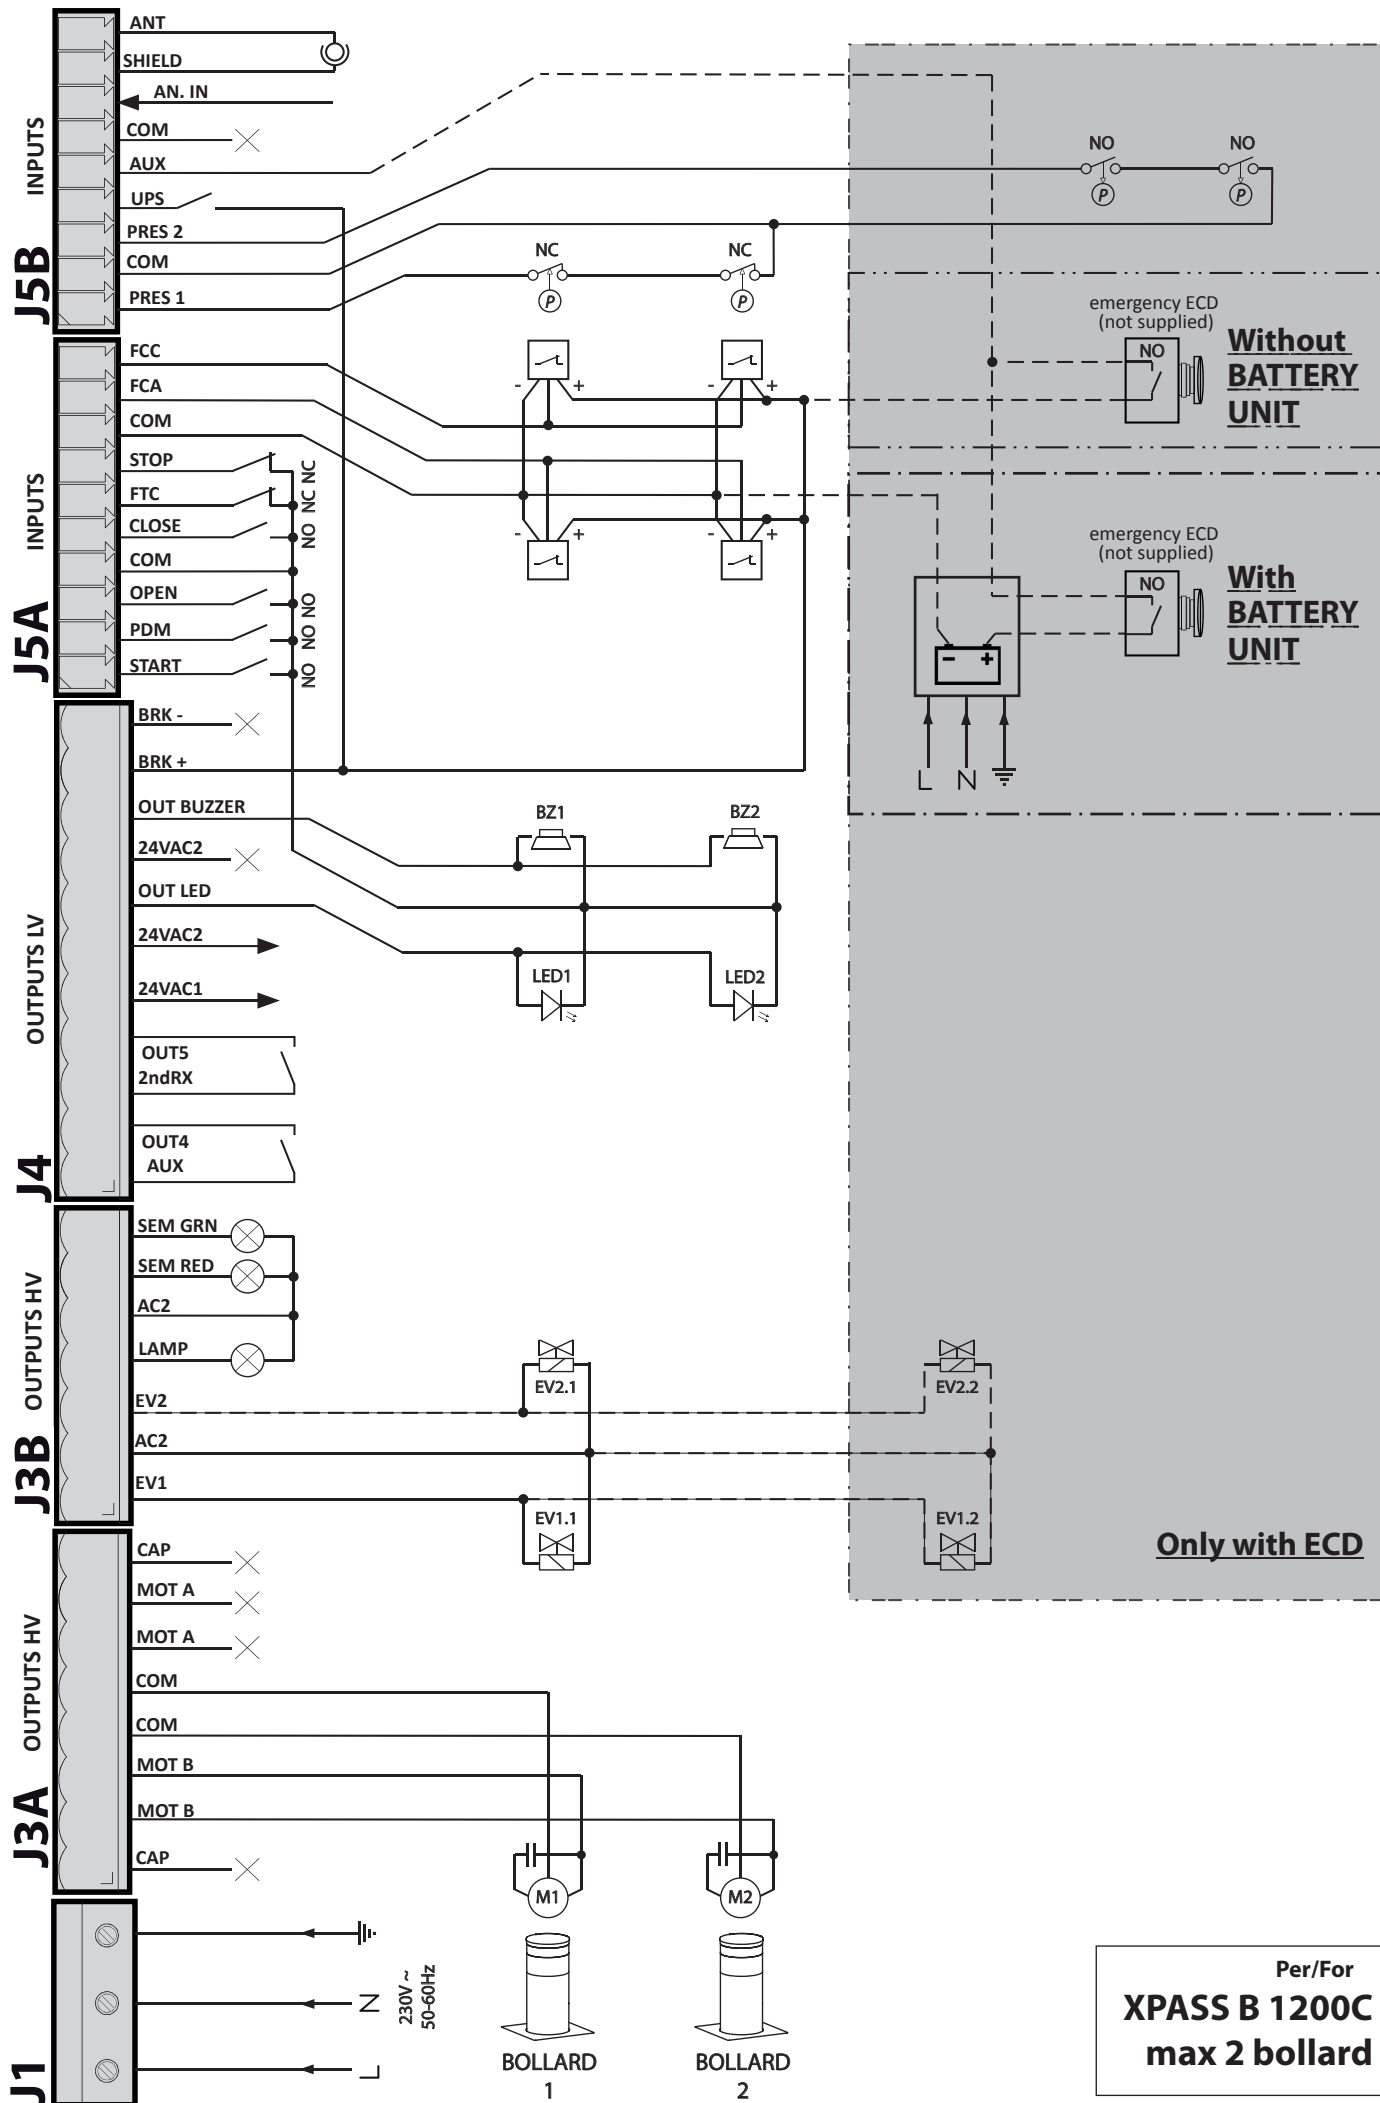 J5B
INPUTS
ANT
SHIELD
AN. IN
COM
AUX
UPS
PRES 2
COM
PRES 1
NO
NO
P
P
NC
NC
P
P
emergency ECD
(not supplied)
NO
Without
BATTERY
UNIT
J5A
INPUTS
FCC
FCA
COM
STOP
FTC
CLOSE
COM
OPEN
PDM
START
NC
NC
NO
NO
NO
NO
- +
- +
- +
- +
emergency ECD
(not supplied)
NO
With
BATTERY
UNIT
- +
L N
J4
OUTPUTS LV
BRK -
BRK +
OUT BUZZER
24VAC2
OUT LED
24VAC2
24VAC1
OUT5
2ndRX
OUT4
AUX
BZ1
BZ2
LED1
LED2
J3B
OUTPUTS HV
SEM GRN
SEM RED
AC2
LAMP
EV2
AC2
EV1
EV2.1
EV2.2
EV1.1
EV1.2
Only with ECD
J3A
OUTPUTS HV
CAP
MOT A
MOT A
COM
COM
MOT B
MOT B
CAP
M1
M2
J1
N
L
230V ~
50-60Hz
BOLLARD
1
BOLLARD
2
Per/For
XPASS B 1200C
max 2 bollard